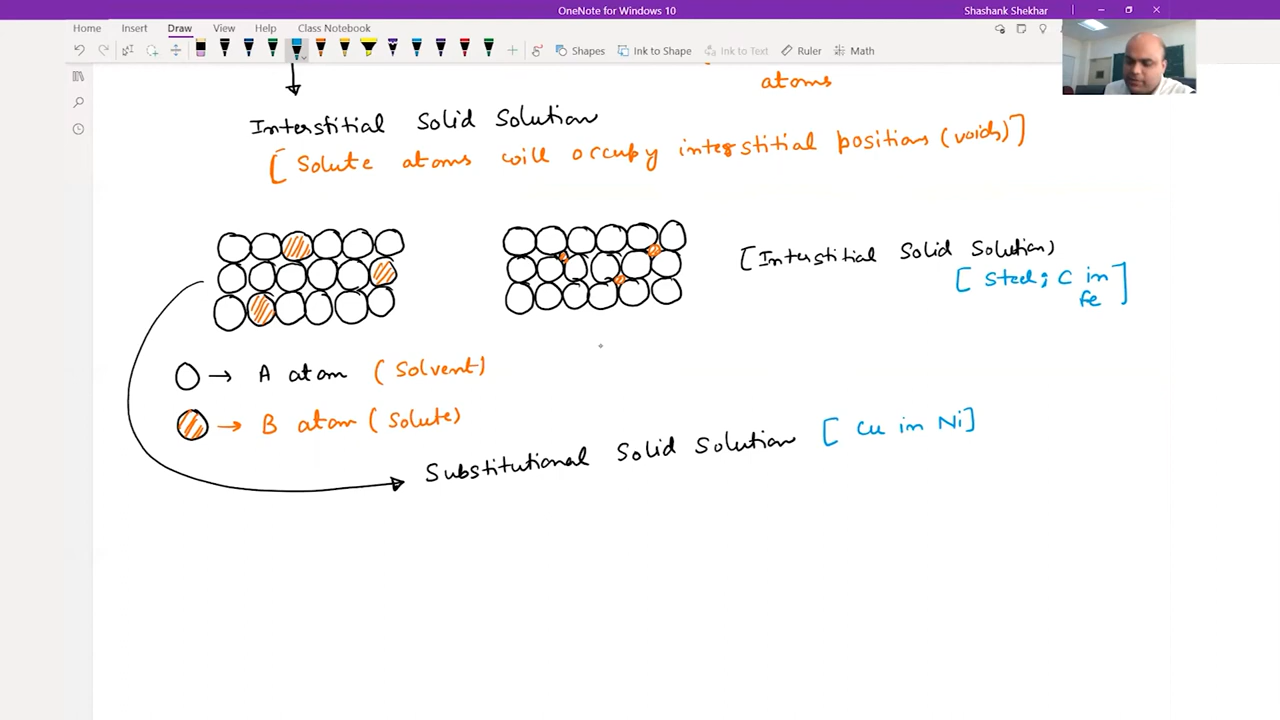 OneNote for Windows 10
Shashank Shekhar
Home Insert Draw View Help Class Notebook
Shapes Ink to Shape Ink to Text Ruler Math
atoms
Interstitial Solid Solution
[Solute atoms will occupy interstitial positions (voids)]
[Interstitial Solid Solution]
[Steel; C in
Fe]
A atom (Solvent)
B atom (Solute)
Substitutional Solid Solution [Cu in Ni]